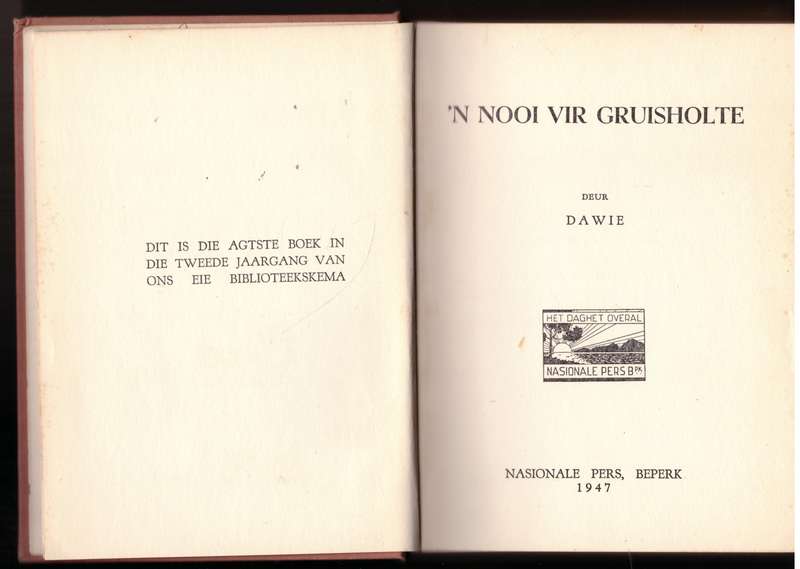 DIT IS DIE AGTSTE BOEK IN
DIE TWEEDE JAARGANG VAN
ONS EIE BIBLIOTEEKSKEMA
'N NOOI VIR GRUISHOLTE
DEUR
DAWIE
HET DAGHET OVERAL
NASIONALE PERS BPK
NASIONALE PERS, BEPERK
1947